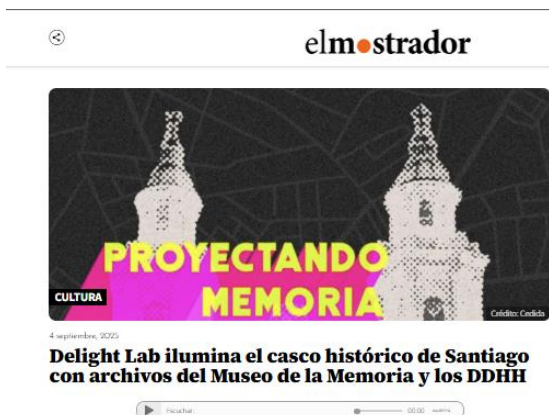 elmostrador
PROYECTANDO
MEMORIA
CULTURA
Crédito: Cedida
4 septiembre, 2025
Delight Lab ilumina el casco histórico de Santiago
con archivos del Museo de la Memoria y los DDHH
Escuchar:
00:00